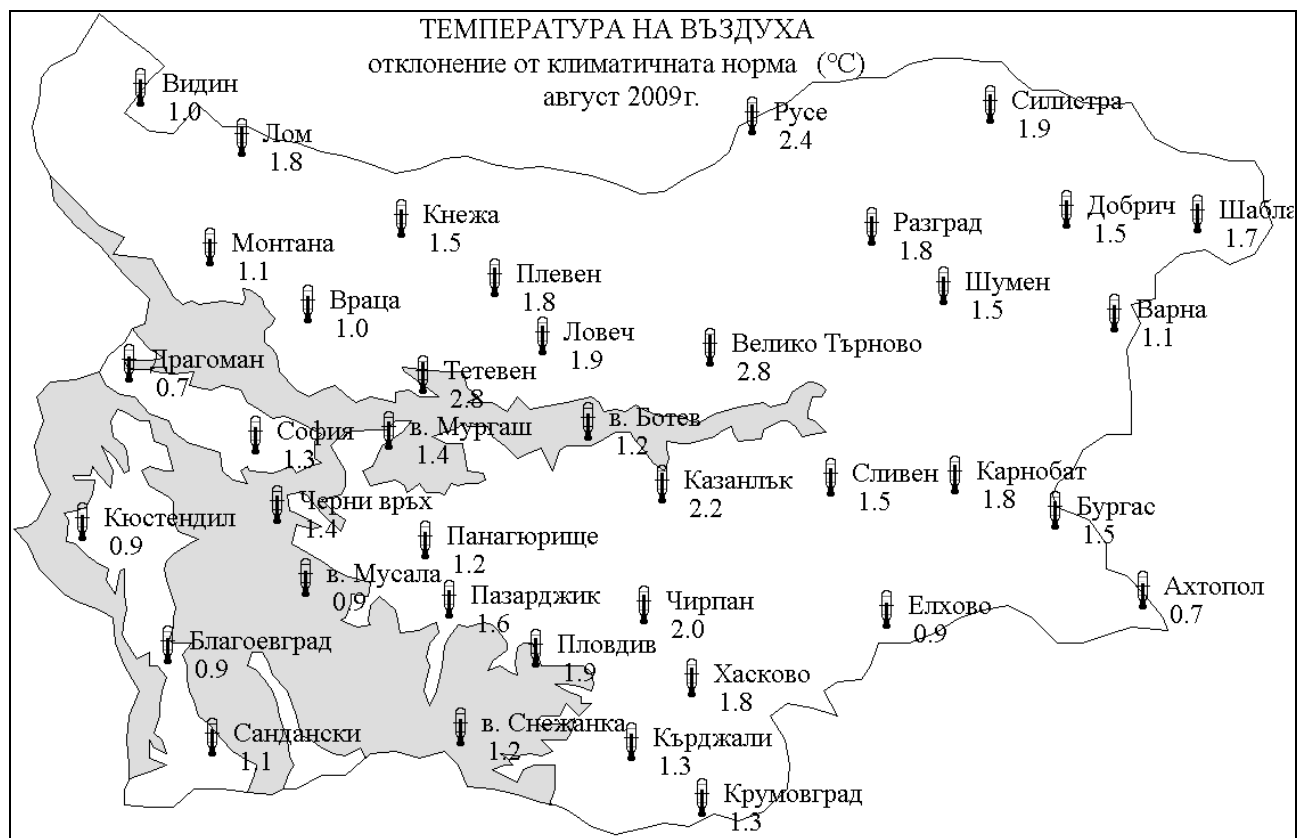 ТЕМПЕРАТУРА НА ВЪЗДУХА
отклонение от климатичната норма (°C)
август 2009г.
Видин
1.0
Лом
1.8
Русе
2.4
Силистра
1.9
Кнежа
1.5
Монтана
1.1
Разград
1.8
Добрич
1.5
Шабла
1.7
Плевен
1.8
Враца
1.0
Шумен
1.5
Варна
1.1
Ловеч
1.9
Велико Търново
2.8
Драгоман
0.7
Тетевен
2.8
София
1.3
в. Мургаш
1.4
в. Ботев
1.2
Казанлък
2.2
Сливен
1.5
Карнобат
1.8
Бургас
1.5
Черни връх
1.4
Кюстендил
0.9
Панагюрище
1.2
в. Мусала
0.9
Пазарджик
1.6
Чирпан
2.0
Елхово
0.9
Ахтопол
0.7
Благоевград
0.9
Пловдив
1.9
Хасково
1.8
Сандански
1.1
в. Снежанка
1.2
Кърджали
1.3
Крумовград
1.3